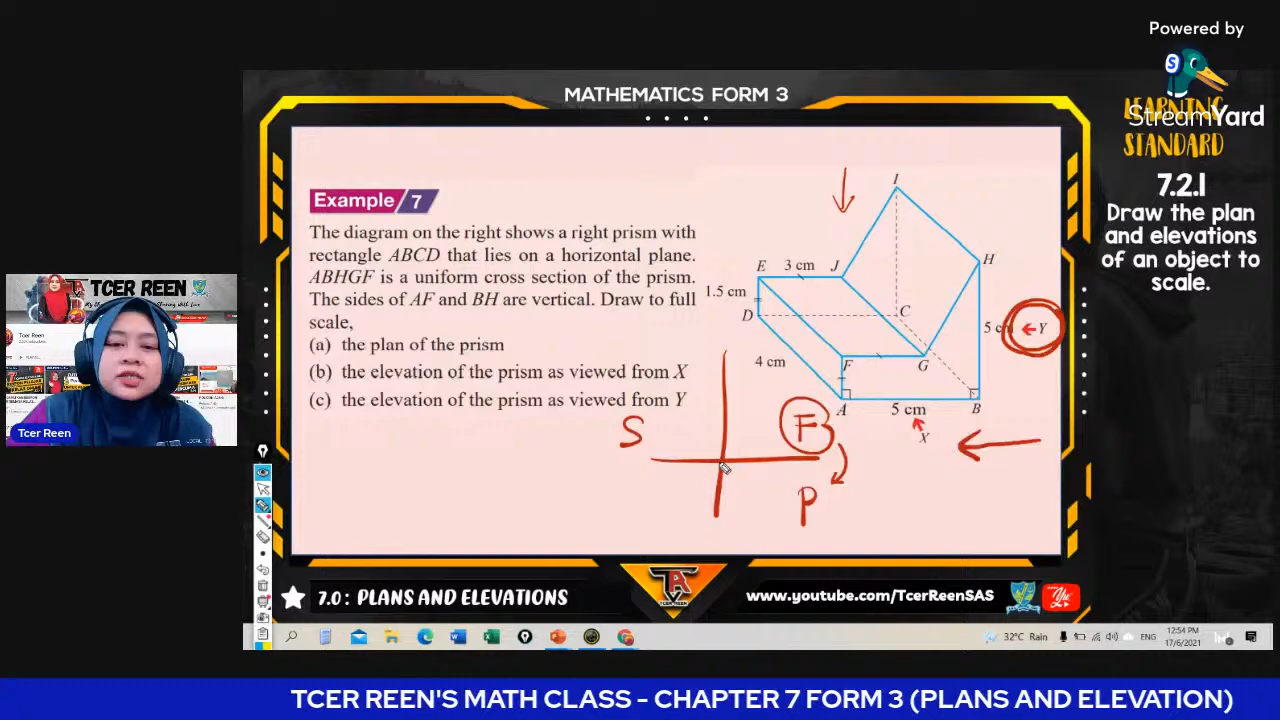 Powered by
StreamYard
MATHEMATICS FORM 3
LEARNING
STANDARD
7.2.1
Draw the plan
and elevations
of an object to
scale.
Example 7
The diagram on the right shows a right prism with
rectangle ABCD that lies on a horizontal plane.
ABHGF is a uniform cross section of the prism.
The sides of AF and BH are vertical. Draw to full
scale,
(a) the plan of the prism
(b) the elevation of the prism as viewed from X
(c) the elevation of the prism as viewed from Y
I
E 3 cm J
H
1.5 cm
D
C
5 cm Y
4 cm
F
G
A 5 cm B
X
S
F
P
TCER REEN
Tcer Reen
Tcer Reen
7.0: PLANS AND ELEVATIONS
TR
TCER REEN
www.youtube.com/TcerReenSAS
32°C Rain
ENG
12:54 PM
17/6/2021
TCER REEN'S MATH CLASS - CHAPTER 7 FORM 3 (PLANS AND ELEVATION)